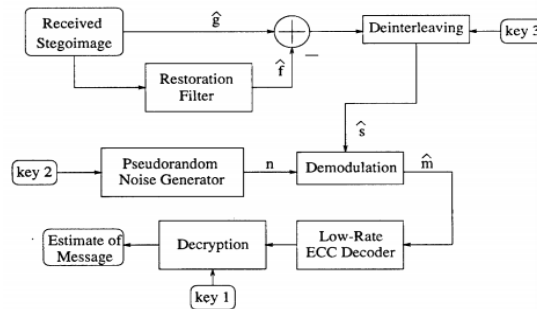 Received
Stegoimage
ĝ
−
Deinterleaving
key 3
f̂
Restoration
Filter
ŝ
key 2
Pseudorandom
Noise Generator
n
Demodulation
m̂
Estimate of
Message
Decryption
Low-Rate
ECC Decoder
key 1